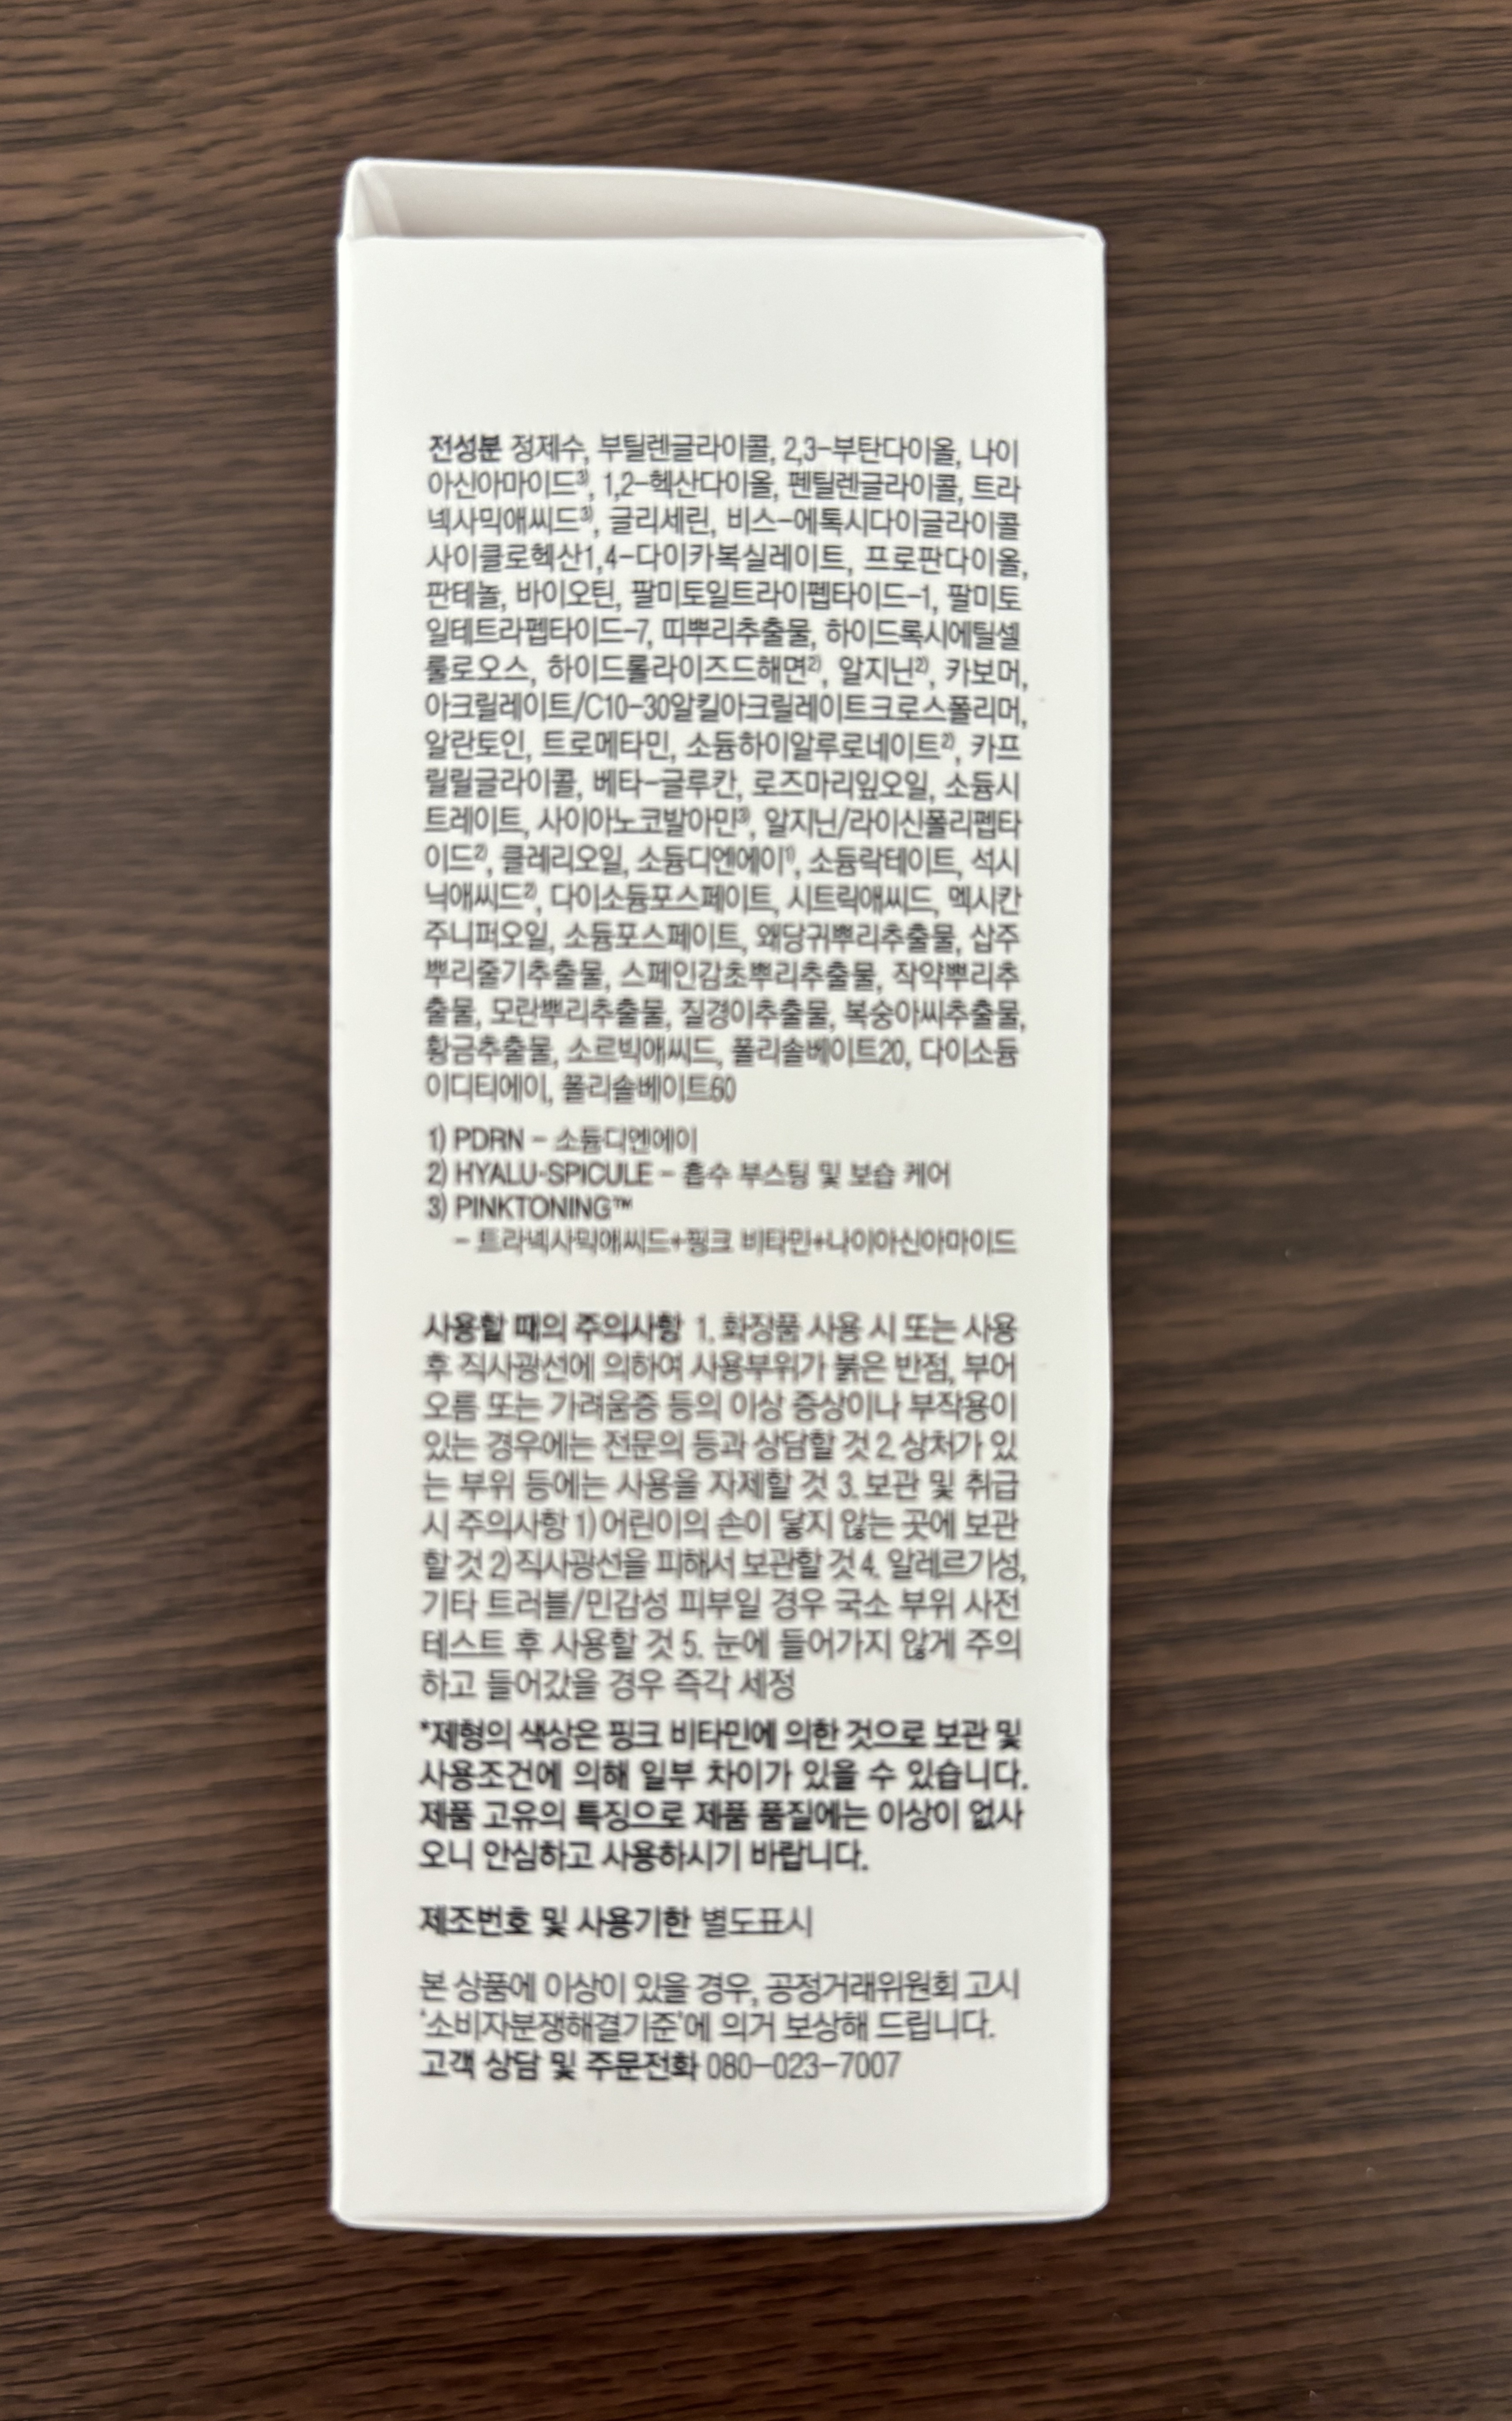 전성분 정제수, 부틸렌글라이콜, 2,3-부탄다이올, 나이
아신아마이드³⁾, 1,2-헥산다이올, 펜틸렌글라이콜, 트라
넥사믹애씨드³⁾, 글리세린, 비스-에톡시다이글라이콜
사이클로헥산1,4-다이카복실레이트, 프로판다이올,
판테놀, 바이오틴, 팔미토일트라이펩타이드-1, 팔미토
일테트라펩타이드-7, 띠뿌리추출물, 하이드록시에틸셀
룰로오스, 하이드롤라이즈드해면²⁾, 알지닌²⁾, 카보머,
아크릴레이트/C10-30알킬아크릴레이트크로스폴리머,
알란토인, 트로메타민, 소듐하이알루로네이트²⁾, 카프
릴릴글라이콜, 베타-글루칸, 로즈마리잎오일, 소듐시
트레이트, 사이아노코발아민³⁾, 알지닌/라이신폴리펩타
이드²⁾, 클레리오일, 소듐디엔에이¹⁾, 소듐락테이트, 석시
닉애씨드²⁾, 다이소듐포스페이트, 시트릭애씨드, 멕시칸
주니퍼오일, 소듐포스페이트, 왜당귀뿌리추출물, 삽주
뿌리줄기추출물, 스페인감초뿌리추출물, 작약뿌리추
출물, 모란뿌리추출물, 질경이추출물, 복숭아씨추출물,
황금추출물, 소르빅애씨드, 폴리솔베이트20, 다이소듐
이디티에이, 폴리솔베이트60
1) PDRN - 소듐디엔에이
2) HYALU-SPICULE - 흡수 부스팅 및 보습 케어
3) PINKTONING™
- 트라넥사믹애씨드+핑크 비타민+나이아신아마이드
사용할 때의 주의사항 1. 화장품 사용 시 또는 사용
후 직사광선에 의하여 사용부위가 붉은 반점, 부어
오름 또는 가려움증 등의 이상 증상이나 부작용이
있는 경우에는 전문의 등과 상담할 것 2. 상처가 있
는 부위 등에는 사용을 자제할 것 3. 보관 및 취급
시 주의사항 1) 어린이의 손이 닿지 않는 곳에 보관
할 것 2) 직사광선을 피해서 보관할 것 4. 알레르기성,
기타 트러블/민감성 피부일 경우 국소 부위 사전
테스트 후 사용할 것 5. 눈에 들어가지 않게 주의
하고 들어갔을 경우 즉각 세정
*제형의 색상은 핑크 비타민에 의한 것으로 보관 및
사용조건에 의해 일부 차이가 있을 수 있습니다.
제품 고유의 특징으로 제품 품질에는 이상이 없사
오니 안심하고 사용하시기 바랍니다.
제조번호 및 사용기한 별도표시
본 상품에 이상이 있을 경우, 공정거래위원회 고시
'소비자분쟁해결기준'에 의거 보상해 드립니다.
고객 상담 및 주문전화 080-023-7007